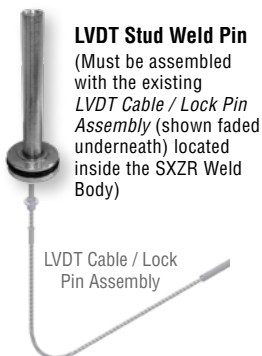 LVDT Stud Weld Pin
(Must be assembled
with the existing
LVDT Cable / Lock Pin
Assembly (shown faded
underneath) located
inside the SXZR Weld
Body)
LVDT Cable / Lock
Pin Assembly